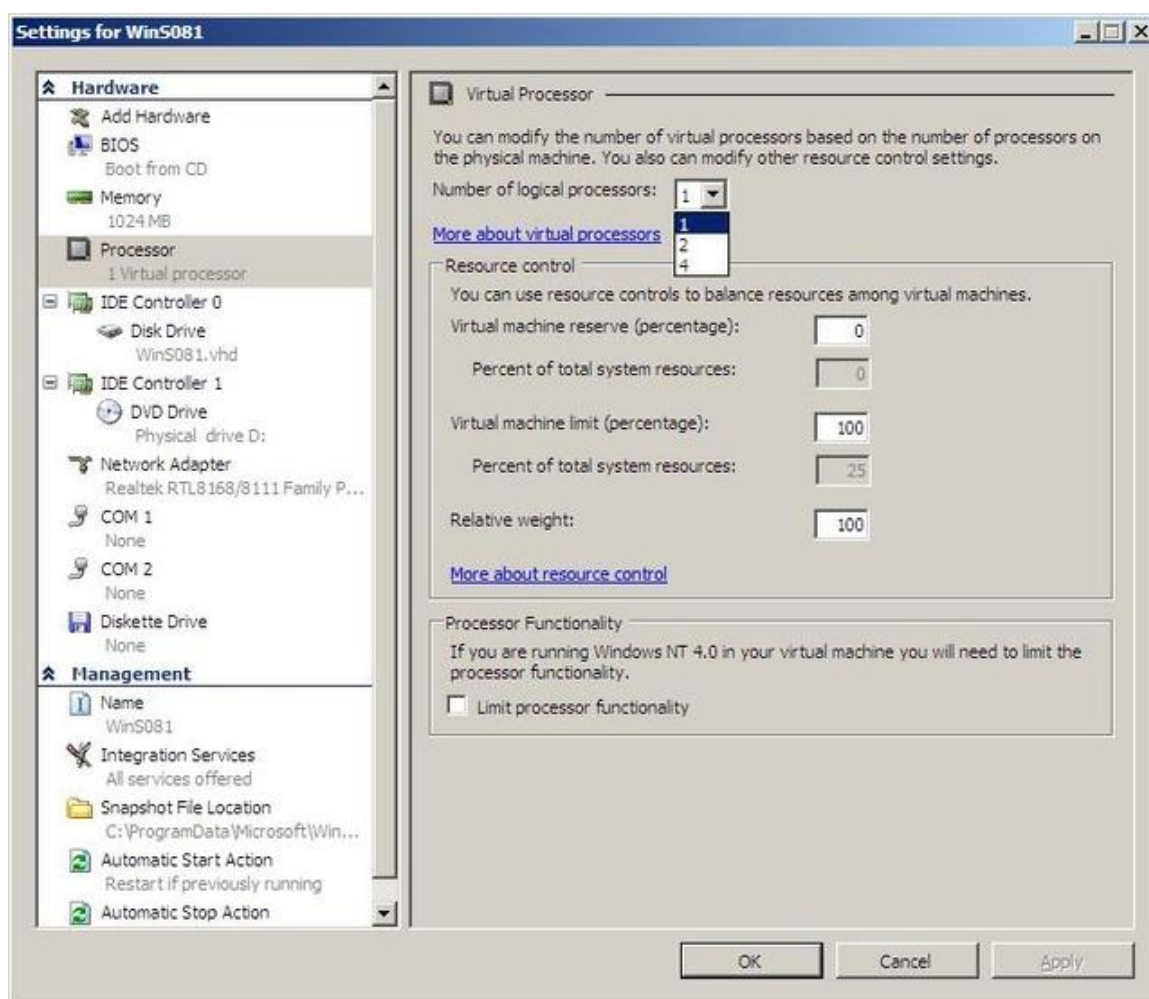 Settings for WinS081
Hardware
Add Hardware
BIOS
Boot from CD
Memory
1024 MB
Processor
1 Virtual processor
IDE Controller 0
Disk Drive
WinS081.vhd
IDE Controller 1
DVD Drive
Physical drive D:
Network Adapter
Realtek RTL8168/8111 Family P...
COM 1
None
COM 2
None
Diskette Drive
None
Management
Name
WinS081
Integration Services
All services offered
Snapshot File Location
C:\ProgramData\Microsoft\Win...
Automatic Start Action
Restart if previously running
Automatic Stop Action
Virtual Processor
You can modify the number of virtual processors based on the number of processors on
the physical machine. You also can modify other resource control settings.
Number of logical processors: 1
1
More about virtual processors
2
4
Resource control
You can use resource controls to balance resources among virtual machines.
Virtual machine reserve (percentage): 0
Percent of total system resources: 0
Virtual machine limit (percentage): 100
Percent of total system resources: 25
Relative weight: 100
More about resource control
Processor Functionality
If you are running Windows NT 4.0 in your virtual machine you will need to limit the
processor functionality.
Limit processor functionality
OK Cancel Apply